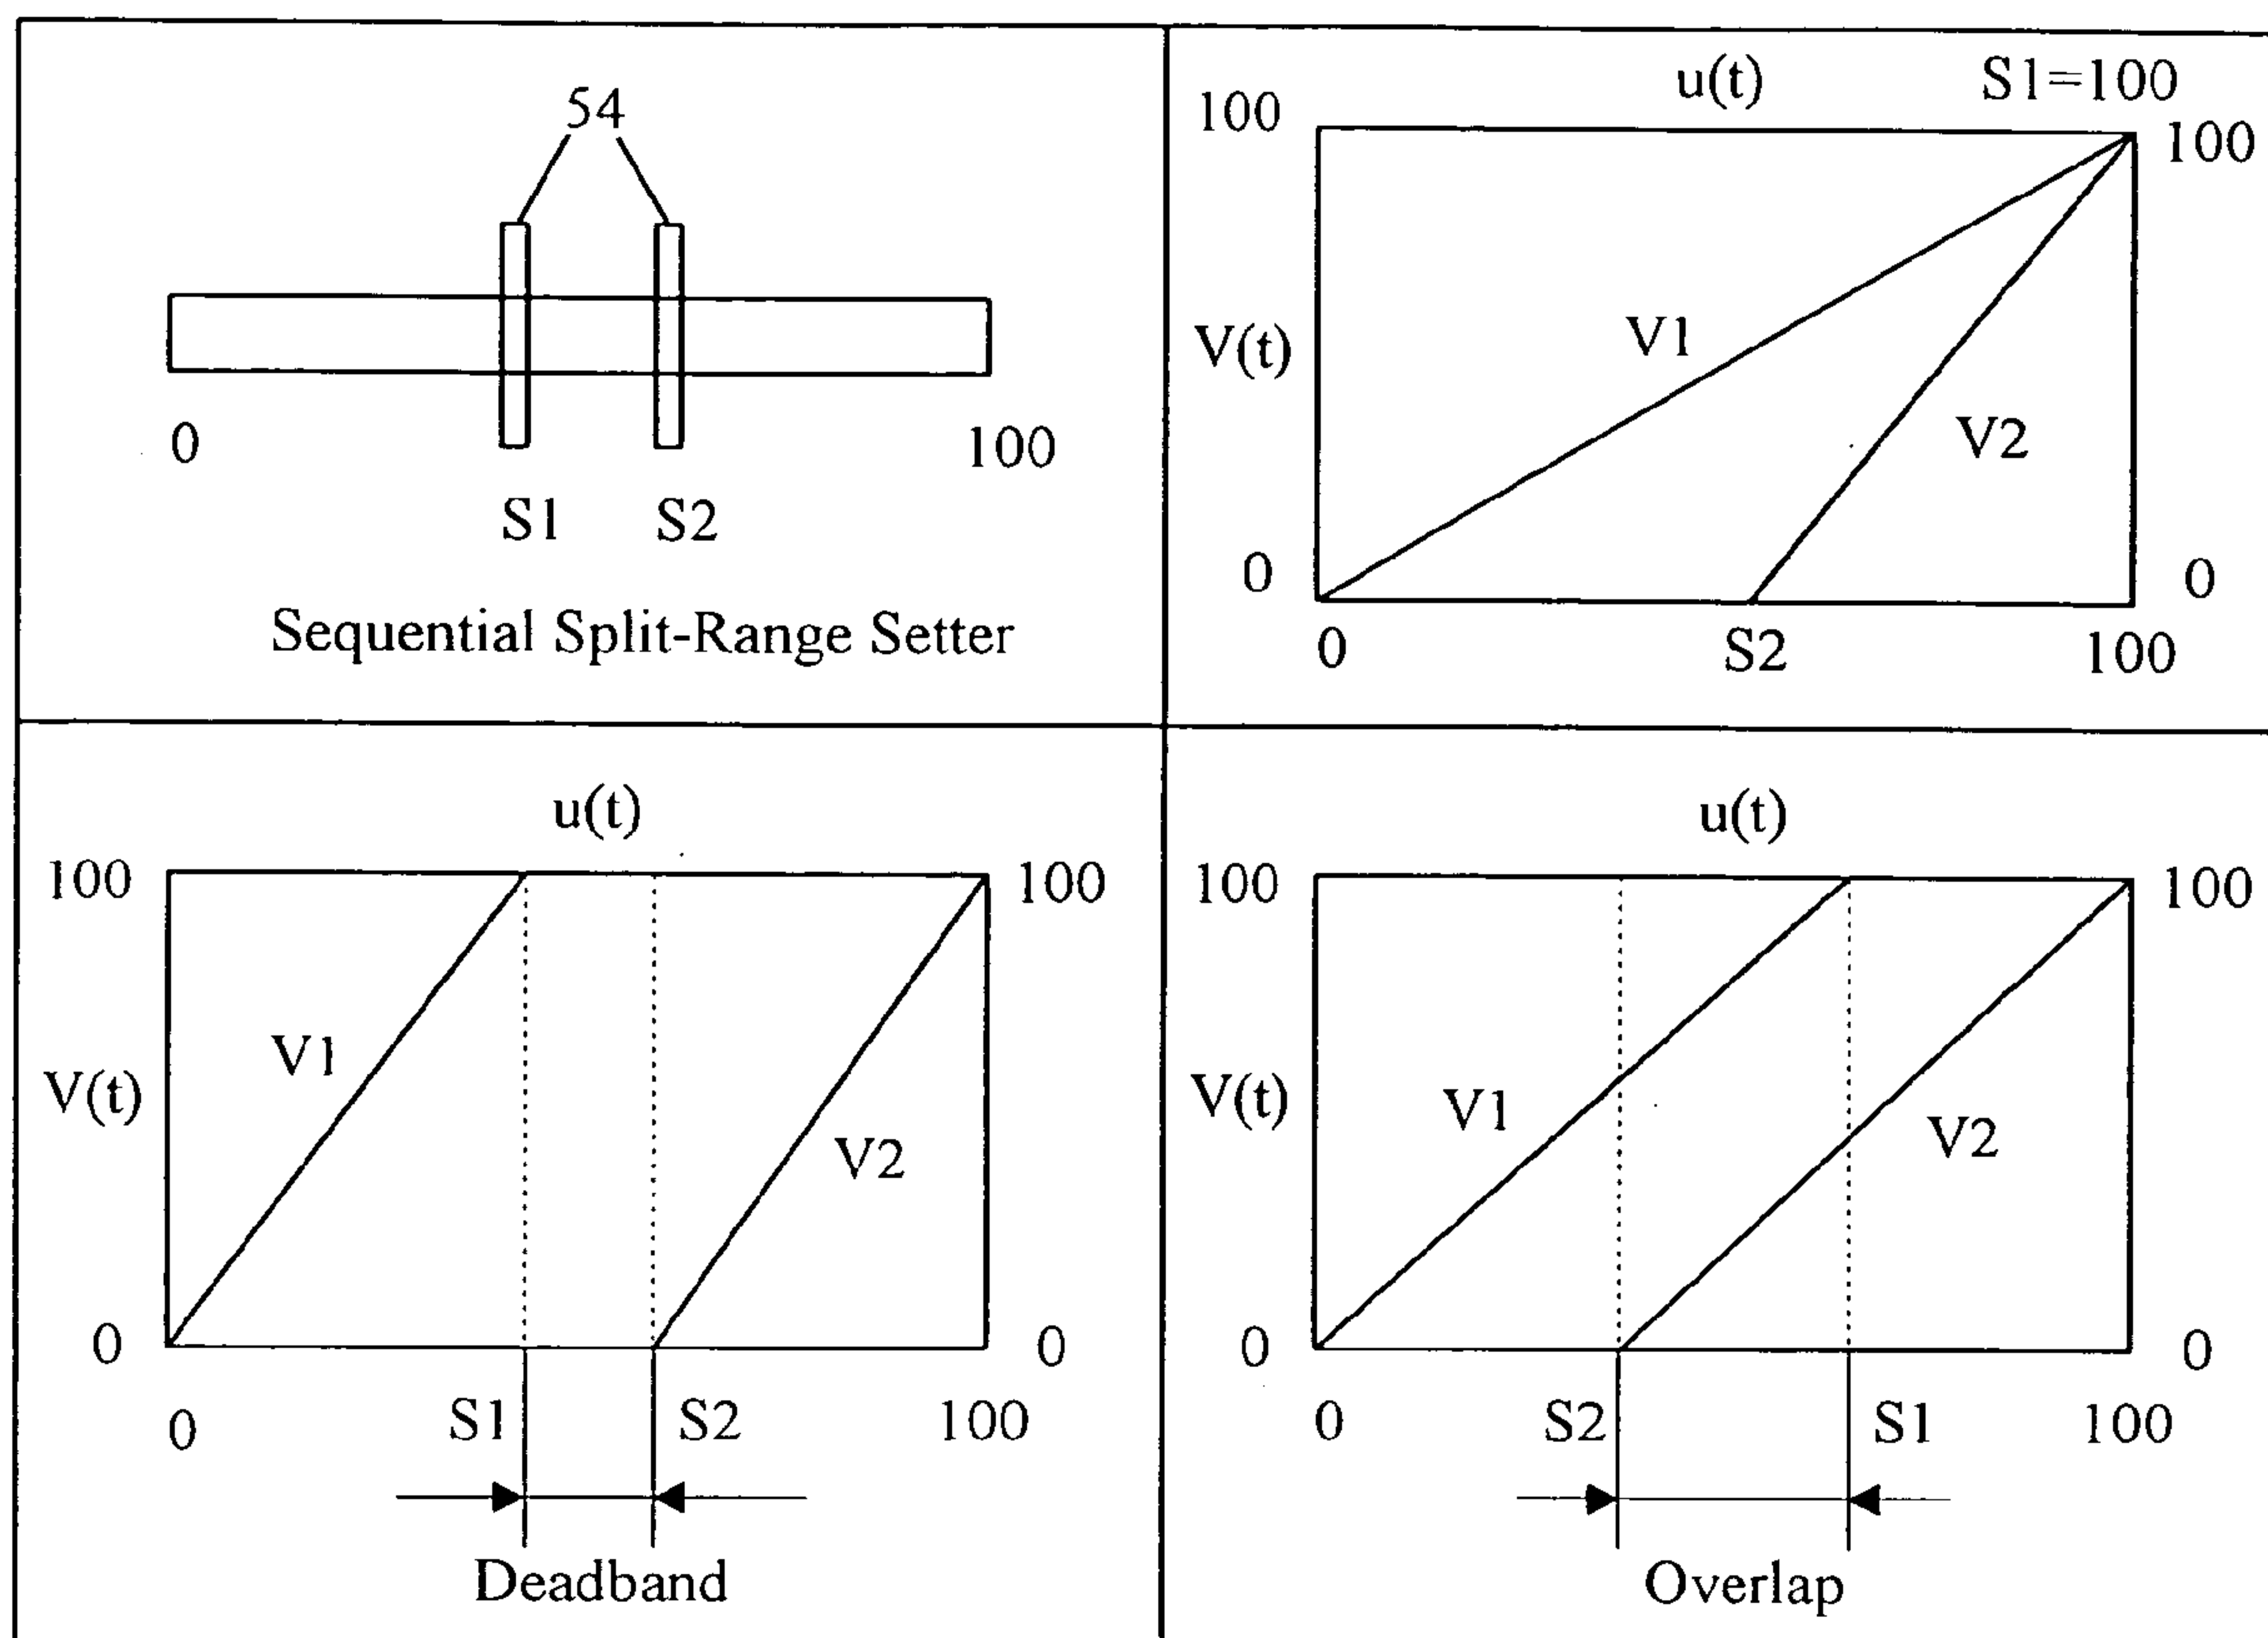 54
0 100
S1 S2
Sequential Split-Range Setter
u(t) S1=100
100 100
V1
V(t)
V2
0 0
0 S2 100
u(t)
100 100
V1
V(t)
V2
0 0
0 S1 S2 100
Deadband
u(t)
100 100
V1
V(t)
V2
0 0
0 S2 S1 100
Overlap